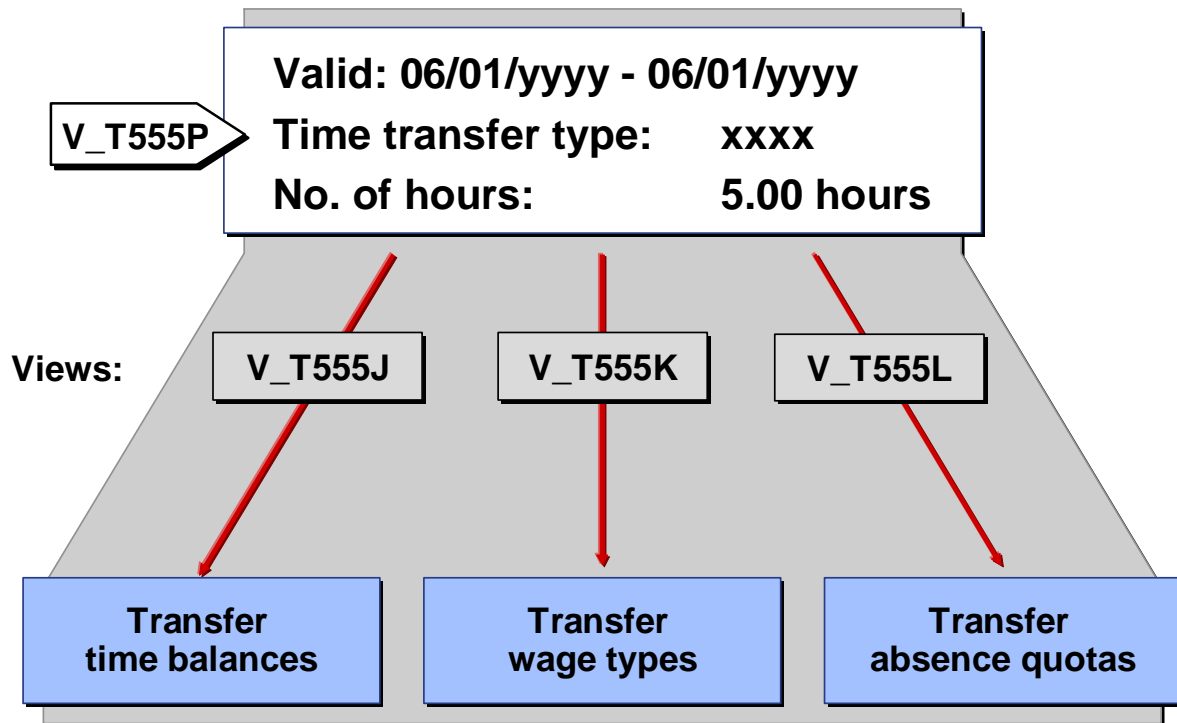 Valid: 06/01/yyyy - 06/01/yyyy
V_T555P
Time transfer type: xxxx
No. of hours: 5.00 hours
Views:
V_T555J
V_T555K
V_T555L
Transfer
time balances
Transfer
wage types
Transfer
absence quotas